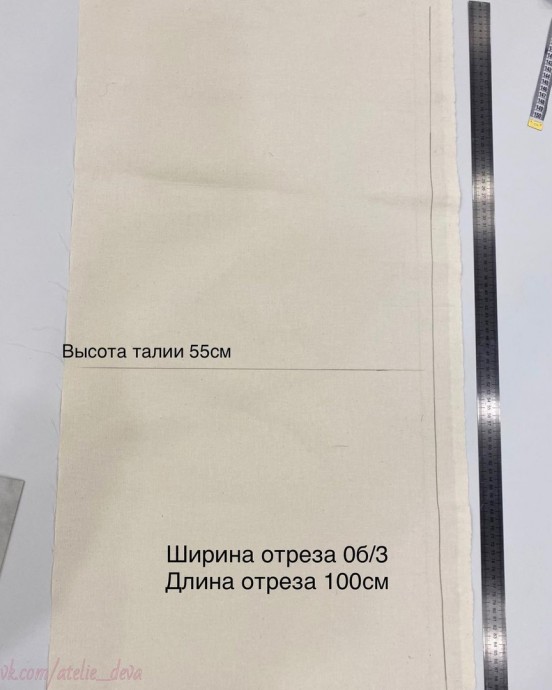 Высота талии 55см
Ширина отреза Об/3
Длина отреза 100см
vk.com/atelie_deva